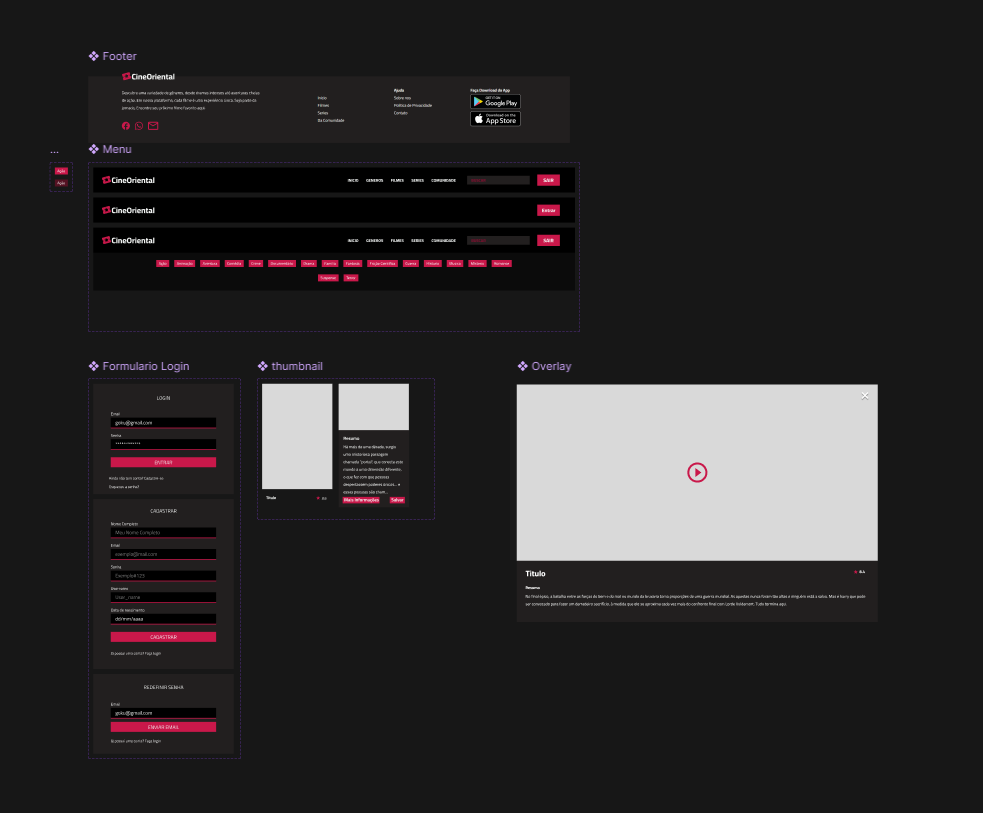 Footer
CineOriental
Descubra uma variedade de gêneros, desde dramas intensos até aventuras cheias
de ação. Em nossa plataforma, cada filme é uma experiência única. Seja parte da
jornada. Encontre seu próximo filme favorito aqui!
Inicio
Filmes
Series
Da Comunidade
Ajuda
Sobre nos
Politica de Privacidade
Contato
Faça Download do App
GET IT ON
Google Play
Download on the
App Store
...
Ação
Ação
Menu
CineOriental
INICIO GENEROS FILMES SERIES COMUNIDADE
SAIR
CineOriental
Entrar
CineOriental
INICIO GENEROS FILMES SERIES COMUNIDADE
SAIR
Ação Animação Aventura Comédia Crime Documentário Drama Família Fantasia Ficção Científica Guerra História Música Mistério Romance
Suspense Terror
Formulario Login
LOGIN
Email
goku@gmail.com
Senha
************
ENTRAR
Ainda não tem conta? Cadastre-se
Esqueceu a senha?
CADASTRAR
Nome Completo
Meu Nome Completo
Email
exemplo@mail.com
Senha
Exemplo#123
Username
user_name
Data de nascimento
dd/mm/aaaa
CADASTRAR
Já possui uma conta? Faça login
REDEFINIR SENHA
Email
goku@gmail.com
ENVIAR EMAIL
Já possui uma conta? Faça login
thumbnail
Titulo
8.4
Resumo
Há mais de uma década, surgiu
uma misteriosa passagem
chamada "portal", que conecta este
mundo a uma dimensão diferente,
o que fez com que pessoas
despertassem poderes únicos... e
essas pessoas são cham...
Mais informações
Salvar
Overlay
Titulo
8.4
Resumo